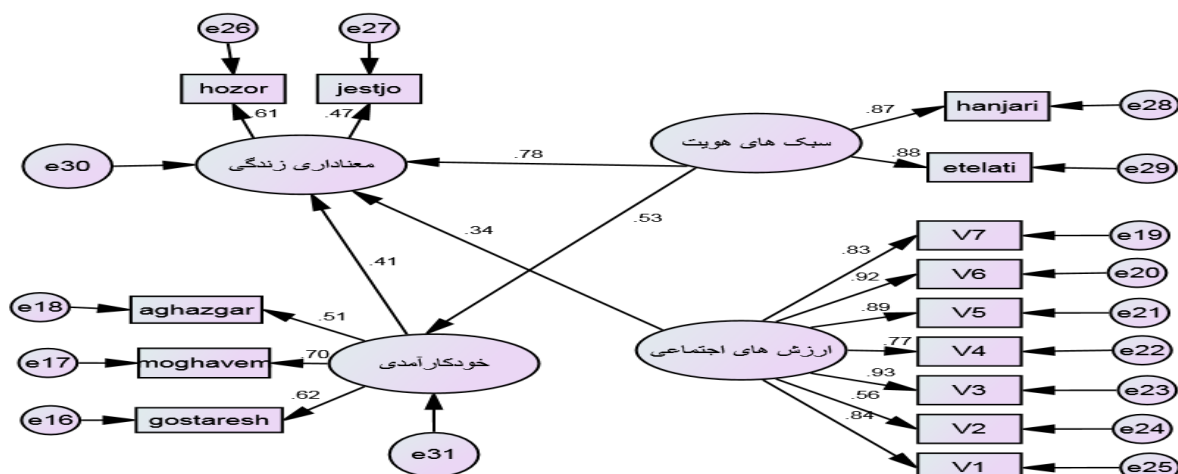 e26
e27
hozor
jestjo
.61
.47
e30
معناداری زندگی
.78
سبک های هویت
.87
hanjari
e28
.88
etelati
e29
.53
.34
.41
e18
aghazgar
.51
e17
moghavem
.70
خودکارآمدی
e16
gostaresh
.62
e31
ارزش های اجتماعی
.83
V7
e19
.92
V6
e20
.89
V5
e21
.77
V4
e22
.93
V3
e23
.56
V2
e24
.84
V1
e25